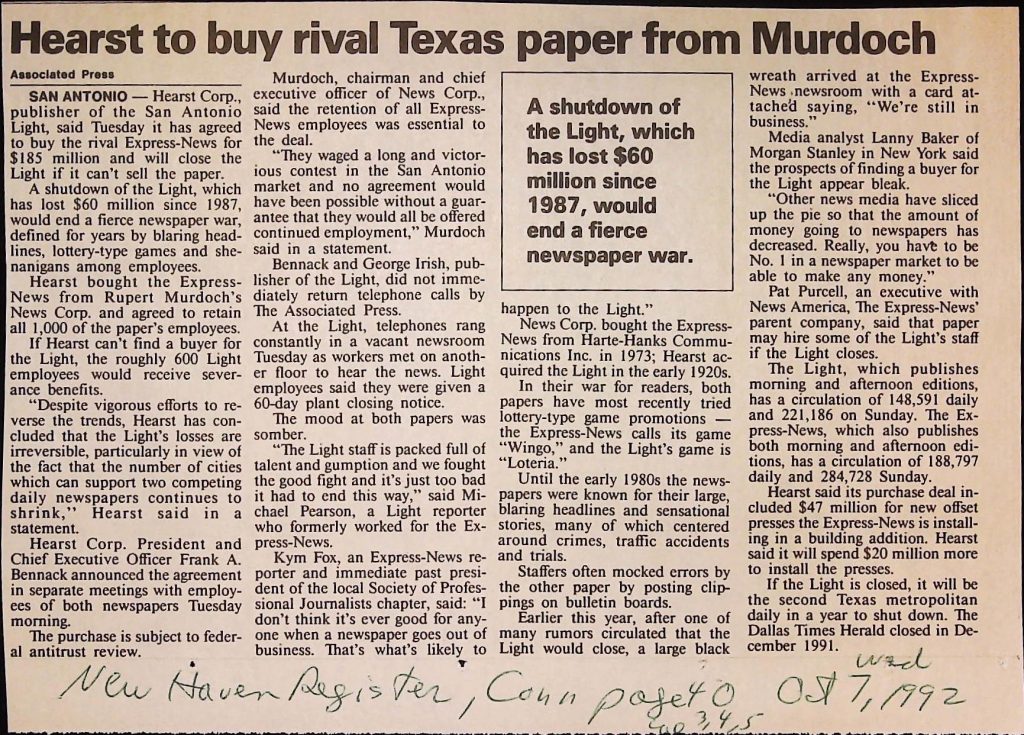 Hearst to buy rival Texas paper from Murdoch
Associated Press
SAN ANTONIO — Hearst Corp.,
publisher of the San Antonio
Light, said Tuesday it has agreed
to buy the rival Express-News for
$185 million and will close the
Light if it can't sell the paper.
A shutdown of the Light, which
has lost $60 million since 1987,
would end a fierce newspaper war,
defined for years by blaring head-
lines, lottery-type games and she-
nanigans among employees.
Hearst bought the Express-
News from Rupert Murdoch's
News Corp. and agreed to retain
all 1,000 of the paper's employees.
If Hearst can't find a buyer for
the Light, the roughly 600 Light
employees would receive sever-
ance benefits.
"Despite vigorous efforts to re-
verse the trends, Hearst has con-
cluded that the Light's losses are
irreversible, particularly in view of
the fact that the number of cities
which can support two competing
daily newspapers continues to
shrink," Hearst said in a
statement.
Hearst Corp. President and
Chief Executive Officer Frank A.
Bennack announced the agreement
in separate meetings with employ-
ees of both newspapers Tuesday
morning.
The purchase is subject to feder-
al antitrust review.
Murdoch, chairman and chief
executive officer of News Corp.,
said the retention of all Express-
News employees was essential to
the deal.
"They waged a long and victor-
ious contest in the San Antonio
market and no agreement would
have been possible without a guar-
antee that they would all be offered
continued employment," Murdoch
said in a statement.
Bennack and George Irish, pub-
lisher of the Light, did not imme-
diately return telephone calls by
The Associated Press.
At the Light, telephones rang
constantly in a vacant newsroom
Tuesday as workers met on anoth-
er floor to hear the news. Light
employees said they were given a
60-day plant closing notice.
The mood at both papers was
somber.
"The Light staff is packed full of
talent and gumption and we fought
the good fight and it's just too bad
it had to end this way," said Mi-
chael Pearson, a Light reporter
who formerly worked for the Ex-
press-News.
Kym Fox, an Express-News re-
porter and immediate past presi-
dent of the local Society of Profes-
sional Journalists chapter, said: "I
don't think it's ever good for any-
one when a newspaper goes out of
business. That's what's likely to
A shutdown of
the Light, which
has lost $60
million since
1987, would
end a fierce
newspaper war.
happen to the Light."
News Corp. bought the Express-
News from Harte-Hanks Commu-
nications Inc. in 1973; Hearst ac-
quired the Light in the early 1920s.
In their war for readers, both
papers have most recently tried
lottery-type game promotions —
the Express-News calls its game
"Wingo," and the Light's game is
"Loteria."
Until the early 1980s the news-
papers were known for their large,
blaring headlines and sensational
stories, many of which centered
around crimes, traffic accidents
and trials.
Staffers often mocked errors by
the other paper by posting clip-
pings on bulletin boards.
Earlier this year, after one of
many rumors circulated that the
Light would close, a large black
wreath arrived at the Express-
News newsroom with a card at-
tached saying, "We're still in
business."
Media analyst Lanny Baker of
Morgan Stanley in New York said
the prospects of finding a buyer for
the Light appear bleak.
"Other news media have sliced
up the pie so that the amount of
money going to newspapers has
decreased. Really, you have to be
No. 1 in a newspaper market to be
able to make any money."
Pat Purcell, an executive with
News America, The Express-News'
parent company, said that paper
may hire some of the Light's staff
if the Light closes.
The Light, which publishes
morning and afternoon editions,
has a circulation of 148,591 daily
and 221,186 on Sunday. The Ex-
press-News, which also publishes
both morning and afternoon edi-
tions, has a circulation of 188,797
daily and 284,728 Sunday.
Hearst said its purchase deal in-
cluded $47 million for new offset
presses the Express-News is install-
ing in a building addition. Hearst
said it will spend $20 million more
to install the presses.
If the Light is closed, it will be
the second Texas metropolitan
daily in a year to shut down. The
Dallas Times Herald closed in De-
cember 1991.
wed
New Haven Register, Conn page 40 Oct 7, 1992
3,4,5